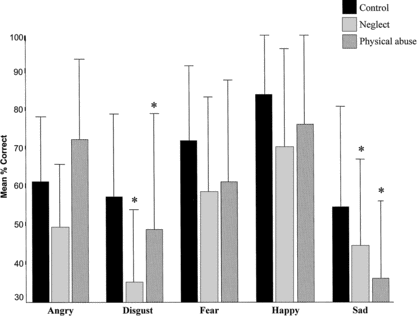 Control
Neglect
Physical abuse
Mean % Correct
100
90
80
70
60
50
40
30
*
*
*
*
Angry Disgust Fear Happy Sad